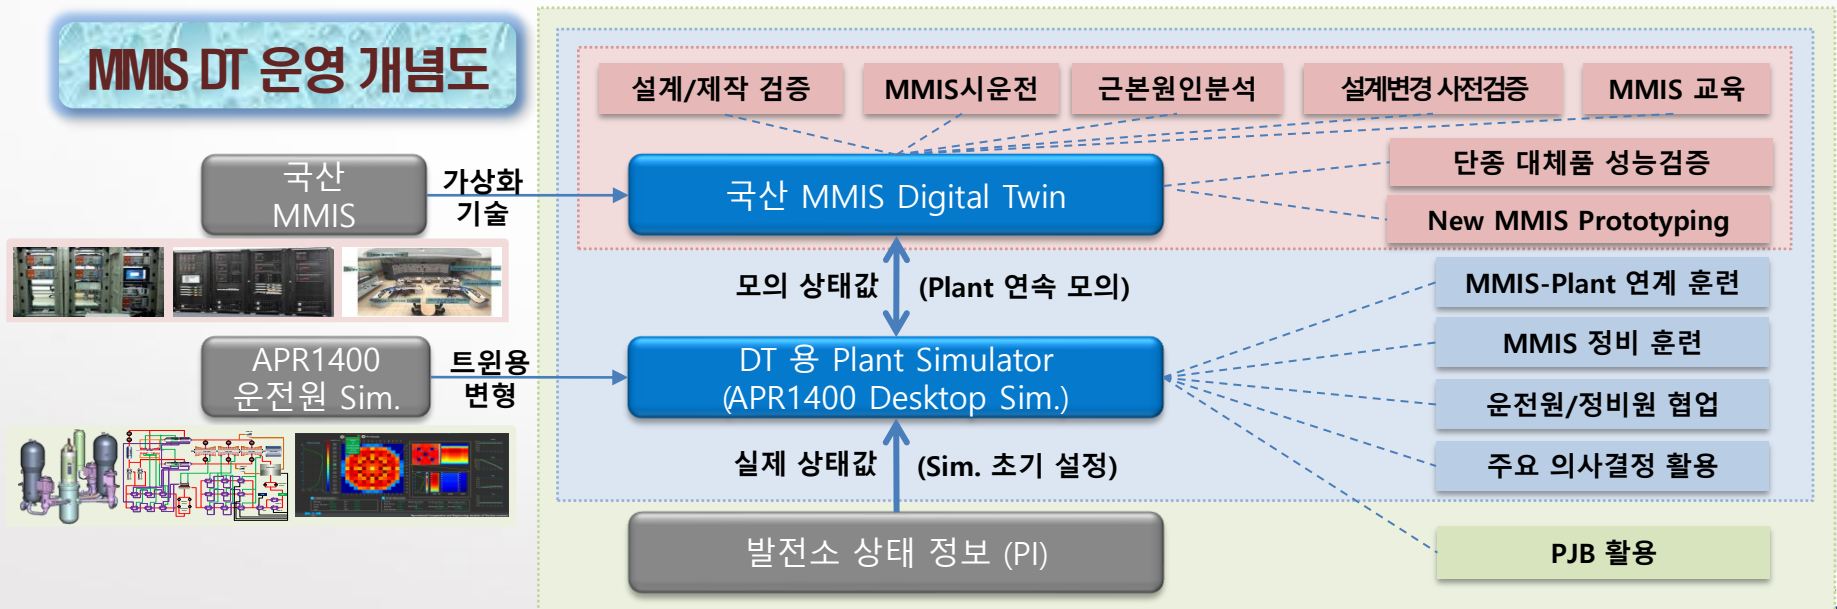 MMIS DT 운영 개념도
설계/제작 검증
MMIS시운전
근본원인분석
설계변경 사전검증
MMIS 교육
국산
MMIS
가상화
기술
국산 MMIS Digital Twin
단종 대체품 성능검증
New MMIS Prototyping
모의 상태값
(Plant 연속 모의)
MMIS-Plant 연계 훈련
MMIS 정비 훈련
운전원/정비원 협업
주요 의사결정 활용
APR1400
운전원 Sim.
트윈용
변형
DT 용 Plant Simulator
(APR1400 Desktop Sim.)
실제 상태값
(Sim. 초기 설정)
발전소 상태 정보 (PI)
PJB 활용